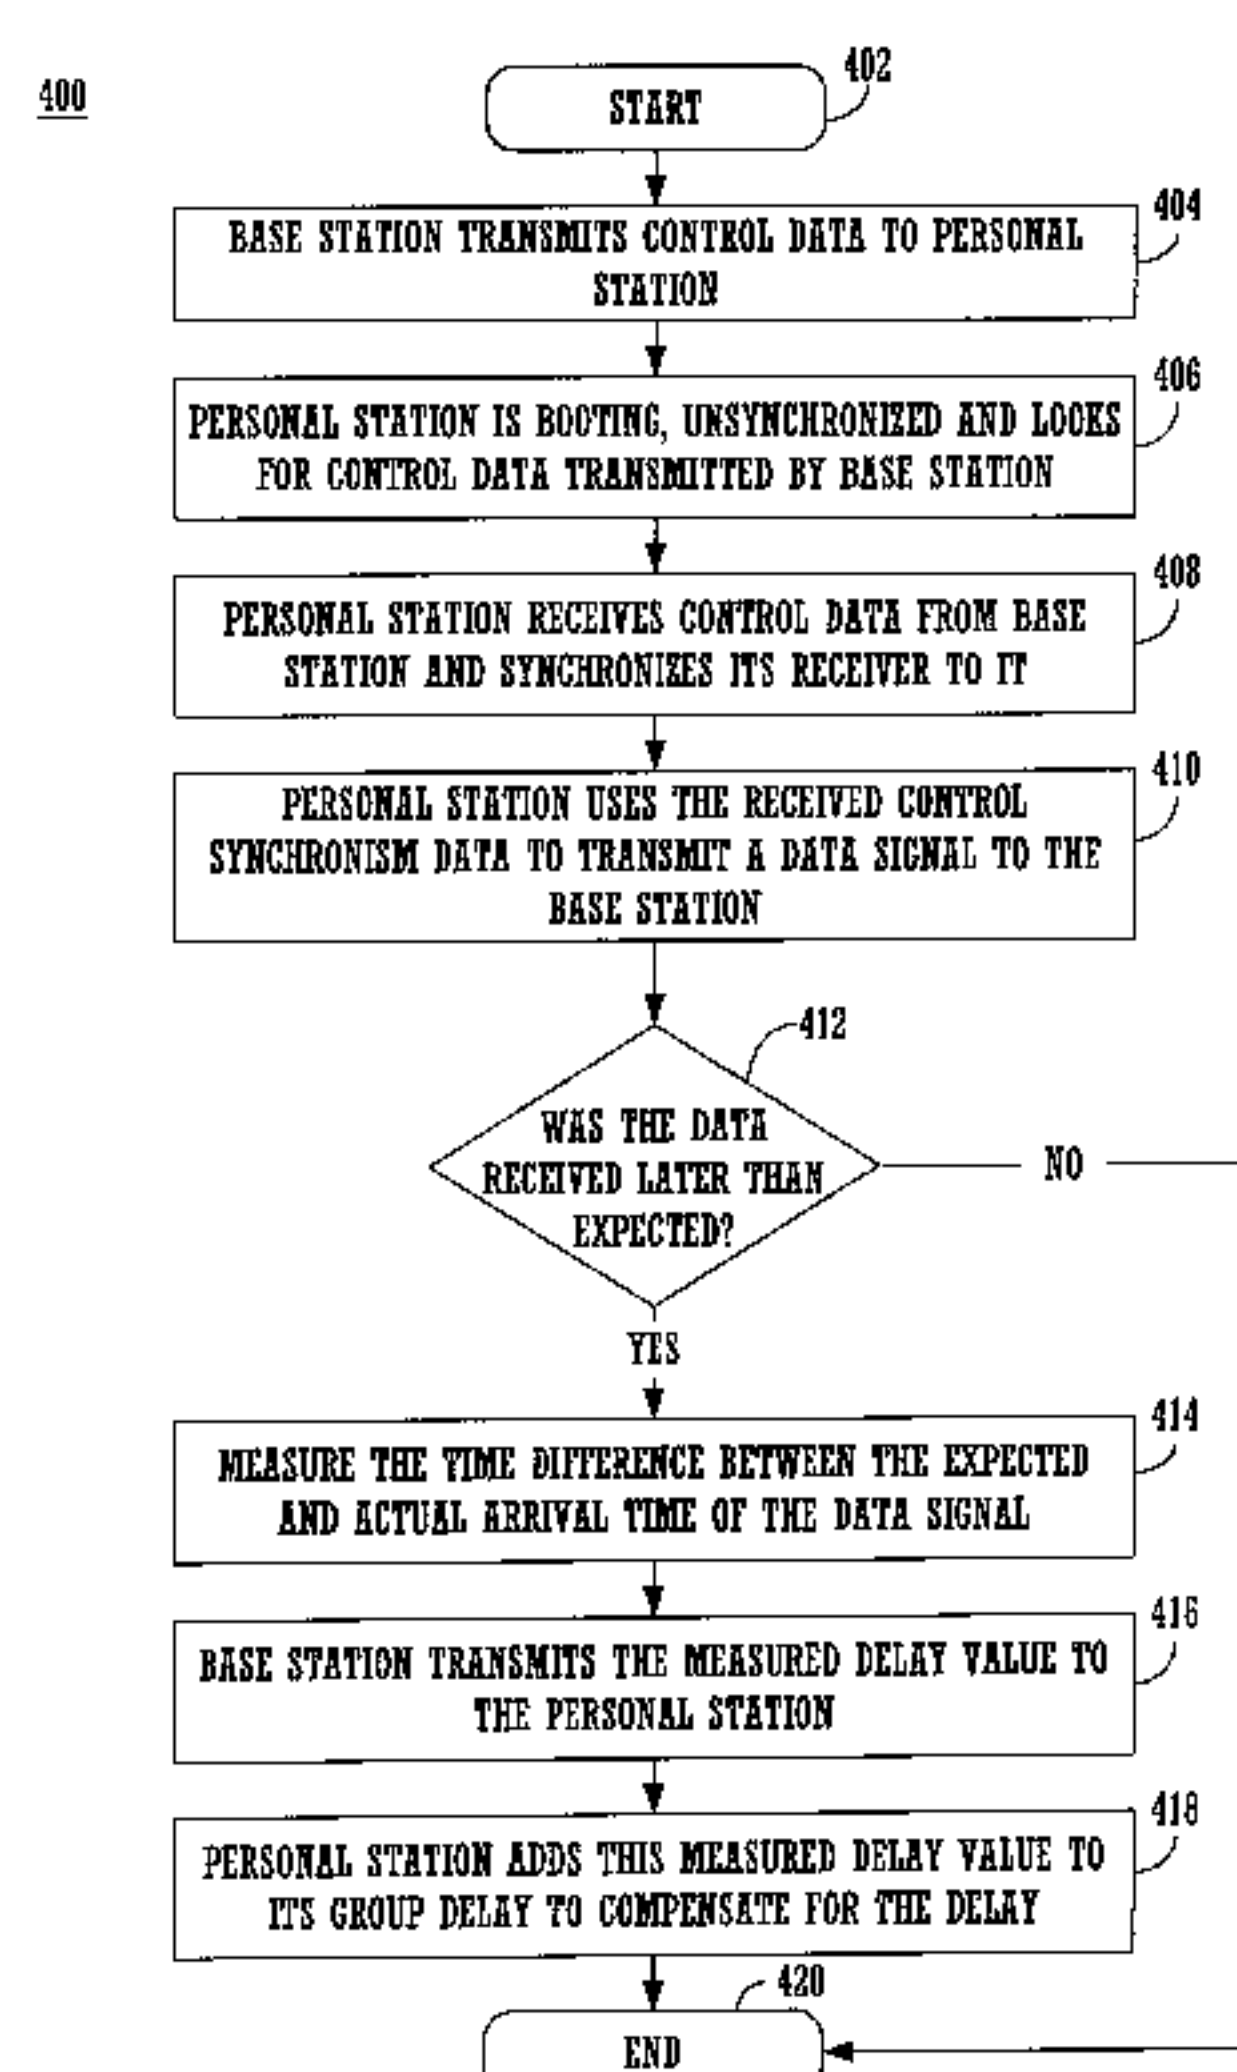 400
402
START
404
BASE STATION TRANSMITS CONTROL DATA TO PERSONAL
STATION
406
PERSONAL STATION IS BOOTING, UNSYNCHRONIZED AND LOOKS
FOR CONTROL DATA TRANSMITTED BY BASE STATION
408
PERSONAL STATION RECEIVES CONTROL DATA FROM BASE
STATION AND SYNCHRONIZES ITS RECEIVER TO IT
410
PERSONAL STATION USES THE RECEIVED CONTROL
SYNCHRONISM DATA TO TRANSMIT A DATA SIGNAL TO THE
BASE STATION
412
WAS THE DATA
RECEIVED LATER THAN
EXPECTED?
NO
YES
414
MEASURE THE TIME DIFFERENCE BETWEEN THE EXPECTED
AND ACTUAL ARRIVAL TIME OF THE DATA SIGNAL
416
BASE STATION TRANSMITS THE MEASURED DELAY VALUE TO
THE PERSONAL STATION
418
PERSONAL STATION ADDS THIS MEASURED DELAY VALUE TO
ITS GROUP DELAY TO COMPENSATE FOR THE DELAY
420
END